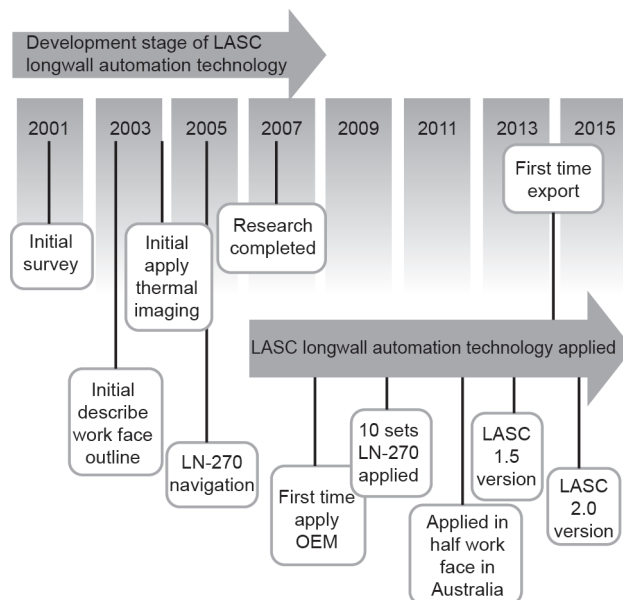 Development stage of LASC
longwall automation technology
2001
2003
2005
2007
2009
2011
2013
2015
Initial
survey
Initial
apply
thermal
imaging
Research
completed
First time
export
LASC longwall automation technology applied
Initial
describe
work face
outline
LN-270
navigation
First time
apply
OEM
10 sets
LN-270
applied
Applied in
half work
face in
Australia
LASC
1.5
version
LASC
2.0
version